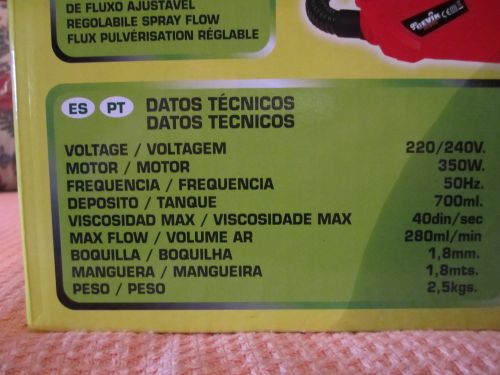 DE FLUXO AJUSTÁVEL
REGOLABILE SPRAY FLOW
FLUX PULVÉRISATION RÉGLABLE
ES PT DATOS TÉCNICOS
DATOS TECNICOS
VOLTAGE / VOLTAGEM 220/240V.
MOTOR / MOTOR 350W.
FREQUENCIA / FREQUENCIA 50Hz.
DEPOSITO / TANQUE 700ml.
VISCOSIDAD MAX / VISCOSIDADE MAX 40din/sec
MAX FLOW / VOLUME AR 280ml/min
BOQUILLA / BOQUILHA 1,8mm.
MANGUERA / MANGUEIRA 1,8mts.
PESO / PESO 2,5kgs.